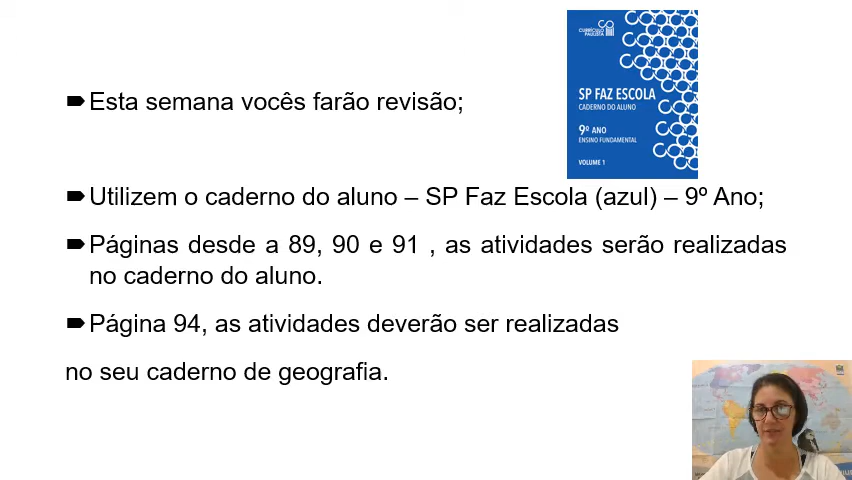 Esta semana vocês farão revisão;
CURRÍCULO
PAULISTA
SP FAZ ESCOLA
CADERNO DO ALUNO
9º ANO
ENSINO FUNDAMENTAL
VOLUME 1
Utilizem o caderno do aluno – SP Faz Escola (azul) – 9º Ano;
Páginas desde a 89, 90 e 91 , as atividades serão realizadas
no caderno do aluno.
Página 94, as atividades deverão ser realizadas
no seu caderno de geografia.